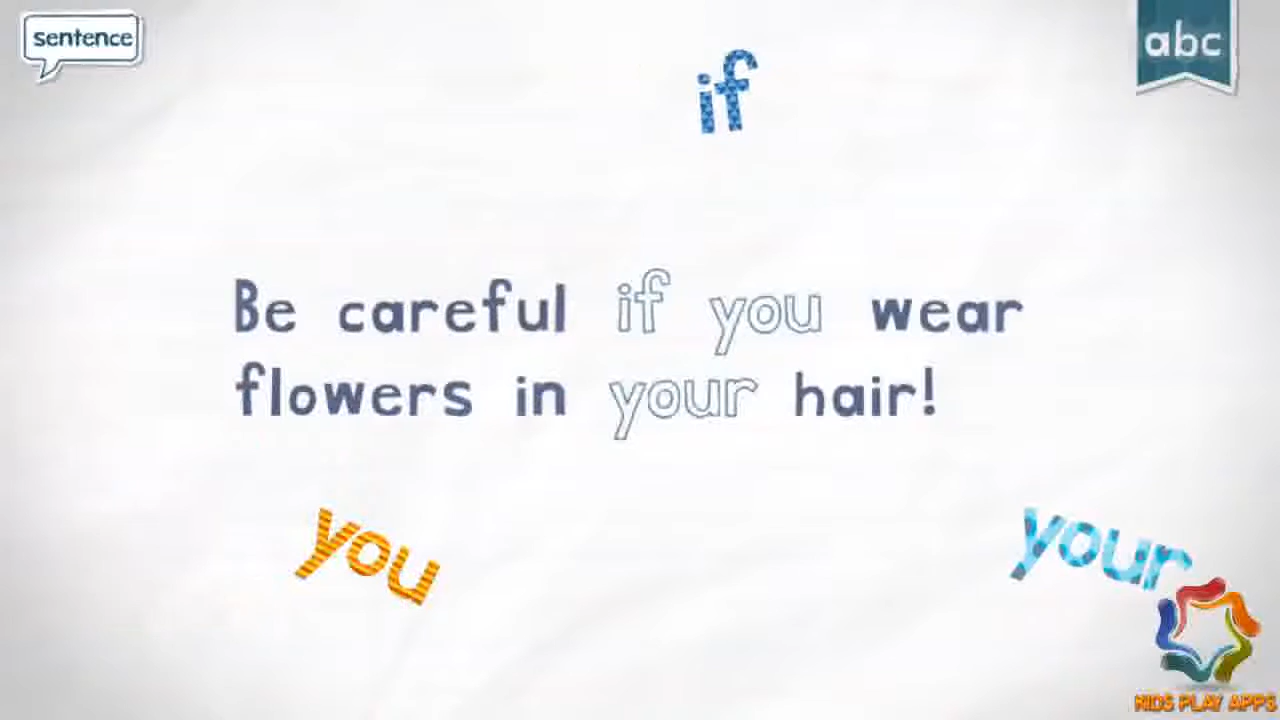 sentence
abc
if
Be careful if you wear
flowers in your hair!
you
your
KIDS PLAY APPS